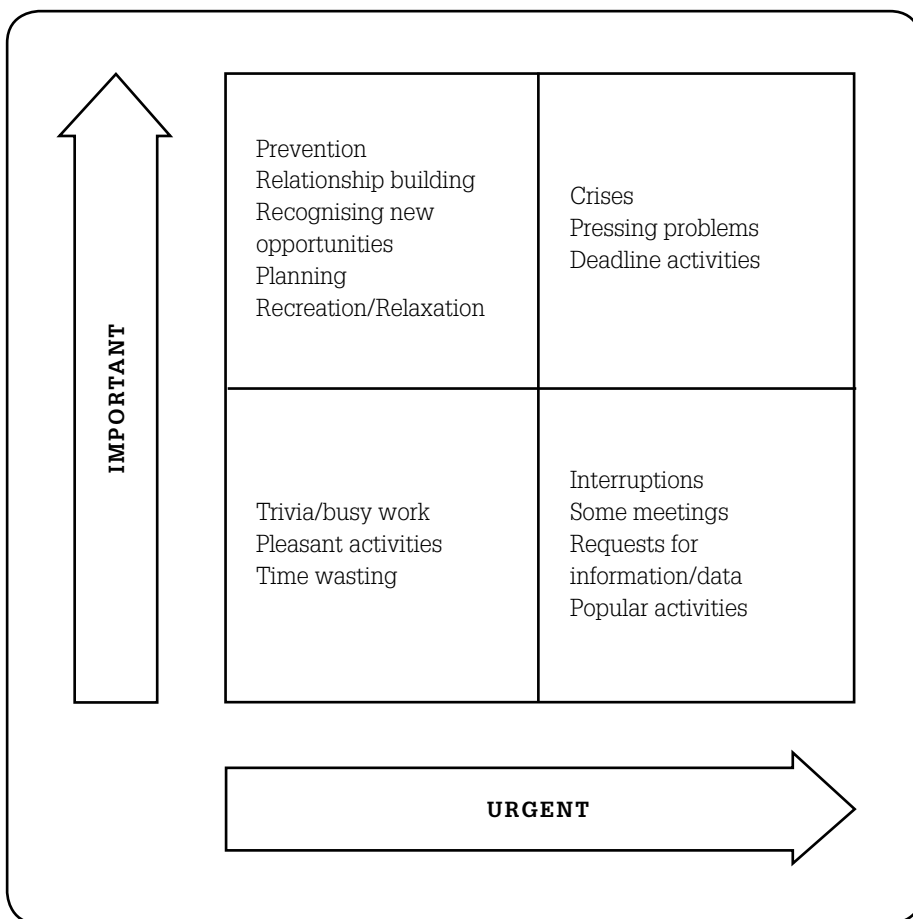 IMPORTANT
Prevention
Relationship building
Recognising new
opportunities
Planning
Recreation/Relaxation
Crises
Pressing problems
Deadline activities
Trivia/busy work
Pleasant activities
Time wasting
Interruptions
Some meetings
Requests for
information/data
Popular activities
URGENT